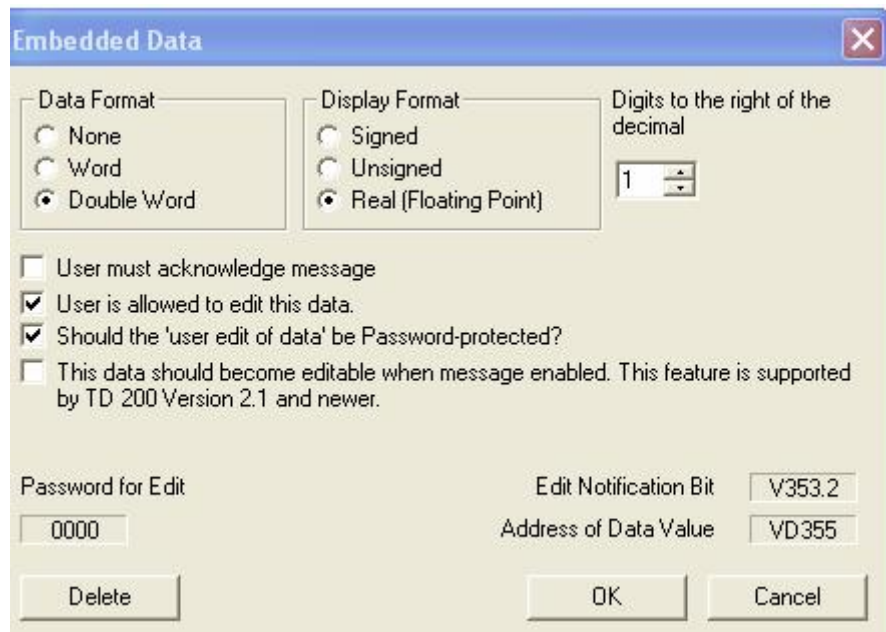 Embedded Data
Data Format
None
Word
Double Word
Display Format
Signed
Unsigned
Real (Floating Point)
Digits to the right of the
decimal
1
User must acknowledge message
User is allowed to edit this data.
Should the 'user edit of data' be Password-protected?
This data should become editable when message enabled. This feature is supported
by TD 200 Version 2.1 and newer.
Password for Edit
0000
Edit Notification Bit V353.2
Address of Data Value VD355
Delete
OK
Cancel